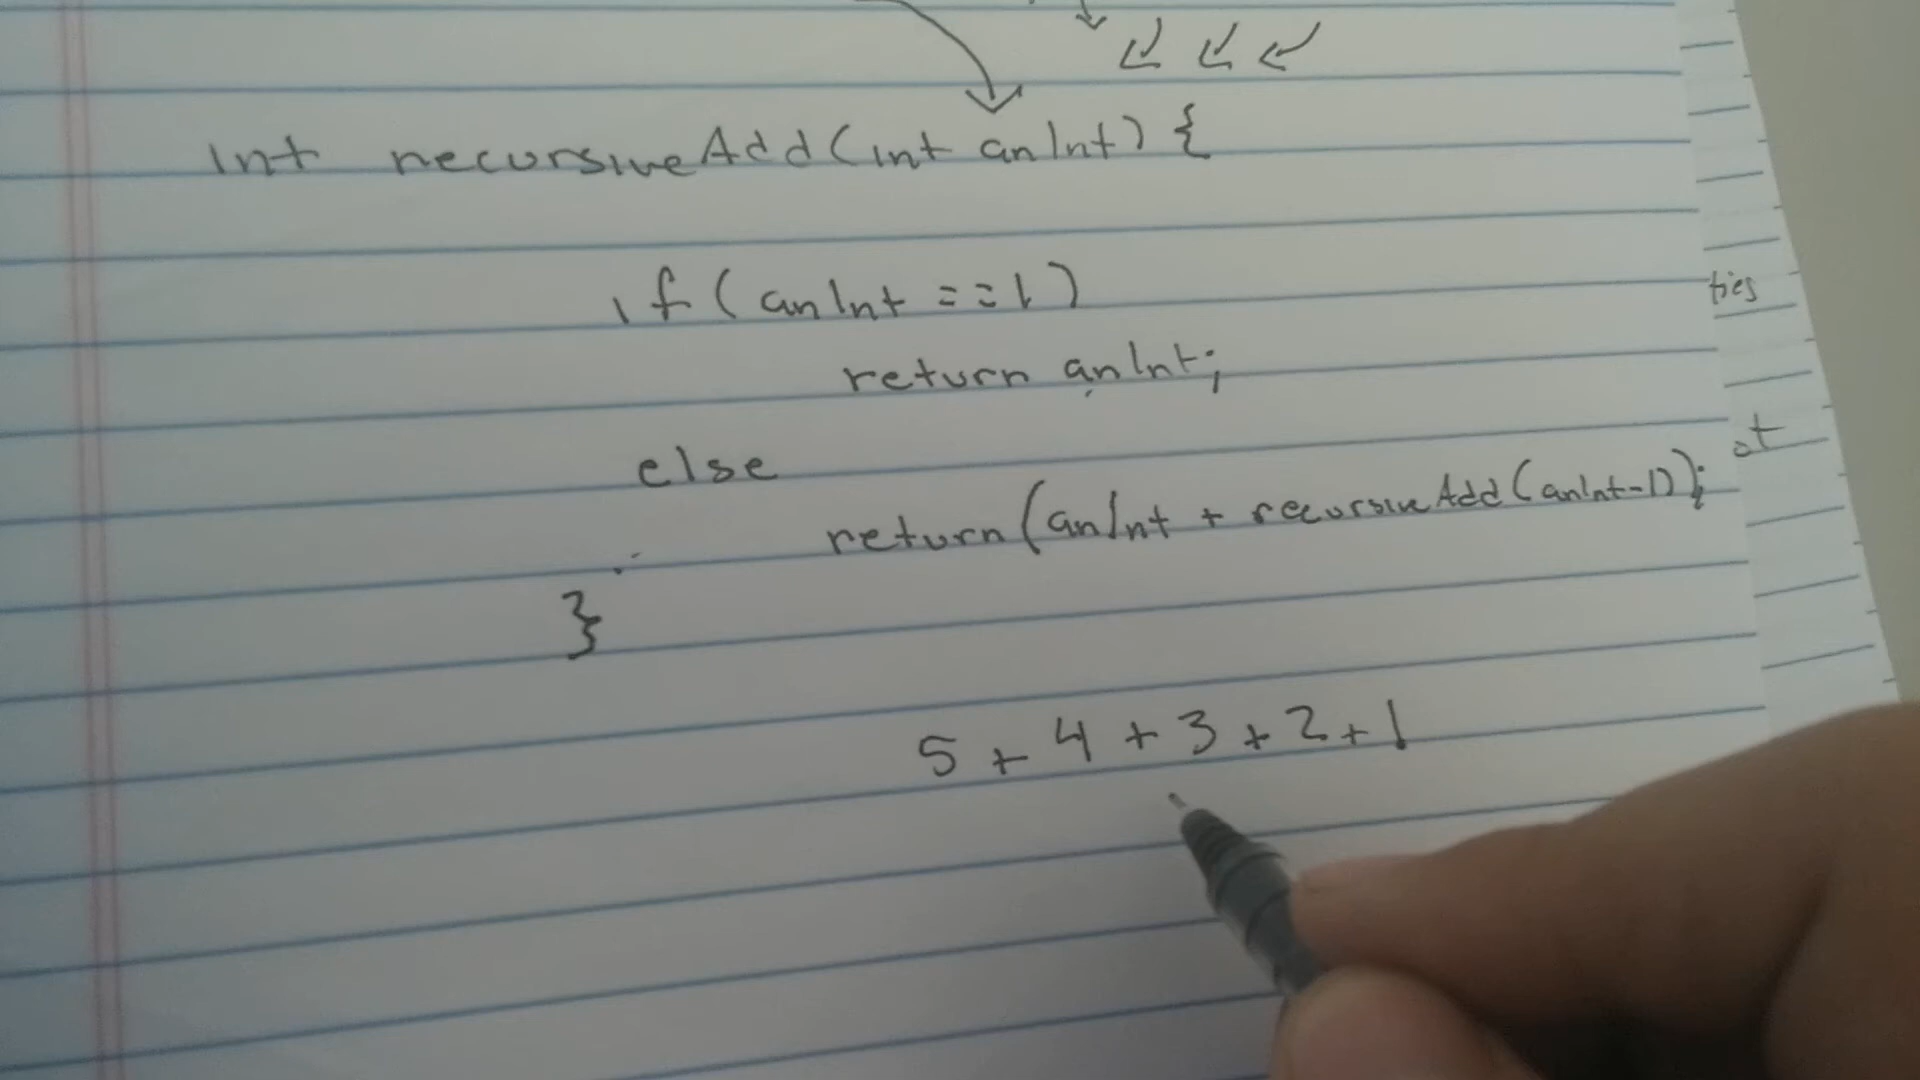 int recursiveAdd(int anInt) {
if (anInt ==1)
return anInt;
else
return (anInt + recursiveAdd(anInt-1);
}
5 + 4 + 3 + 2 + 1
ties